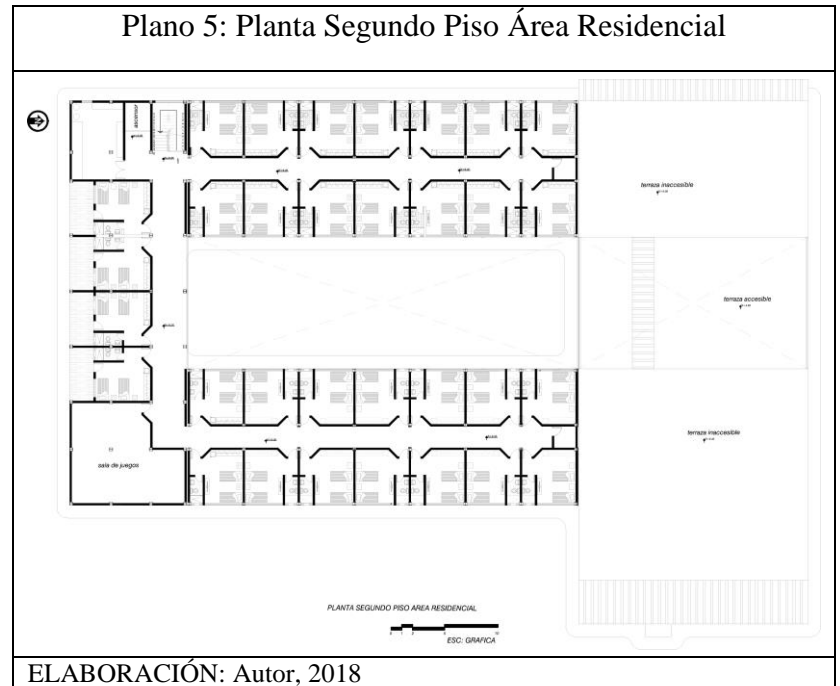 Plano 5: Planta Segundo Piso Área Residencial
ascensor
terraza inaccesible
terraza accesible
terraza inaccesible
sala de juegos
PLANTA SEGUNDO PISO AREA RESIDENCIAL
ESC: GRAFICA
ELABORACIÓN: Autor, 2018